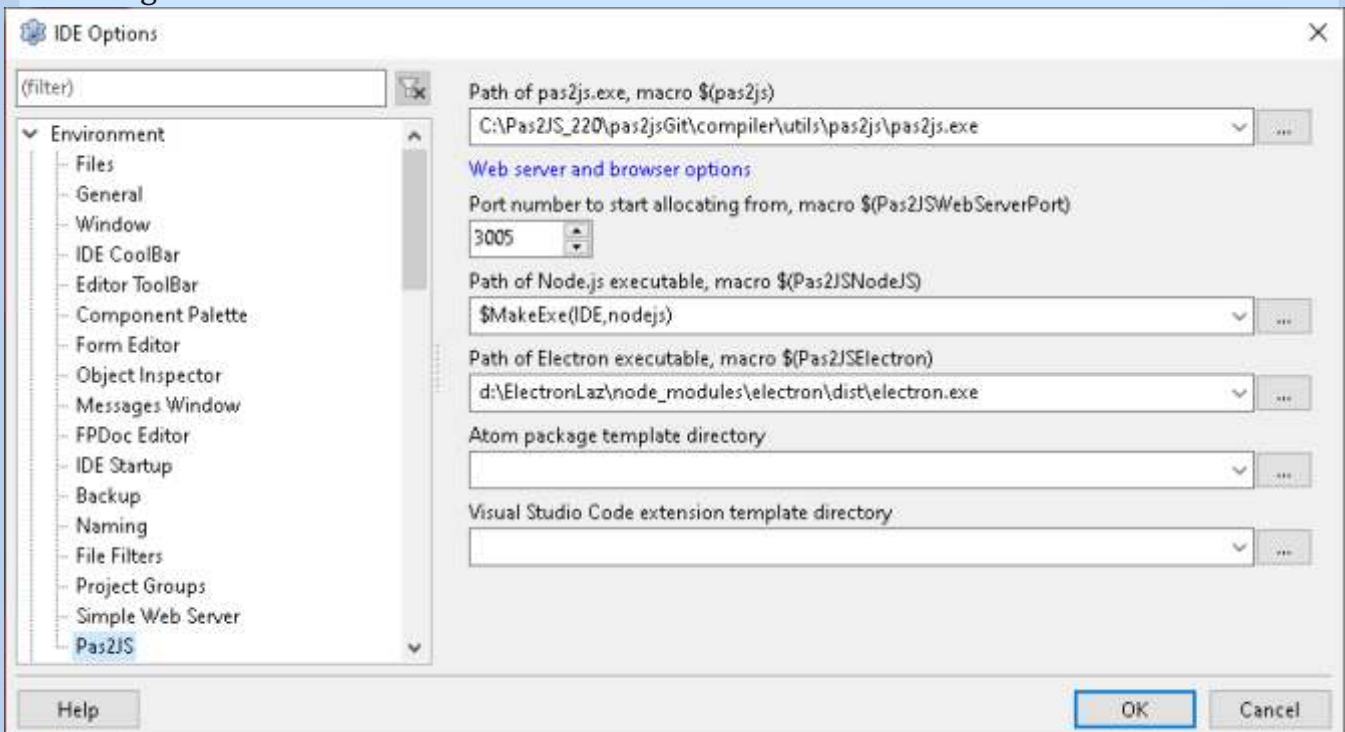 IDE Options
(filter)
Environment
Files
General
Window
IDE CoolBar
Editor ToolBar
Component Palette
Form Editor
Object Inspector
Messages Window
FPDoc Editor
IDE Startup
Backup
Naming
File Filters
Project Groups
Simple Web Server
Pas2JS
Path of pas2js.exe, macro $(pas2js)
C:\Pas2JS_220\pas2jsGit\compiler\utils\pas2js\pas2js.exe
...
Web server and browser options
Port number to start allocating from, macro $(Pas2JSWebServerPort)
3005
Path of Node.js executable, macro $(Pas2JSNodeJS)
$MakeExe(IDE,nodejs)
...
Path of Electron executable, macro $(Pas2JSElectron)
d:\ElectronLaz\node_modules\electron\dist\electron.exe
...
Atom package template directory
...
Visual Studio Code extension template directory
...
Help
OK
Cancel